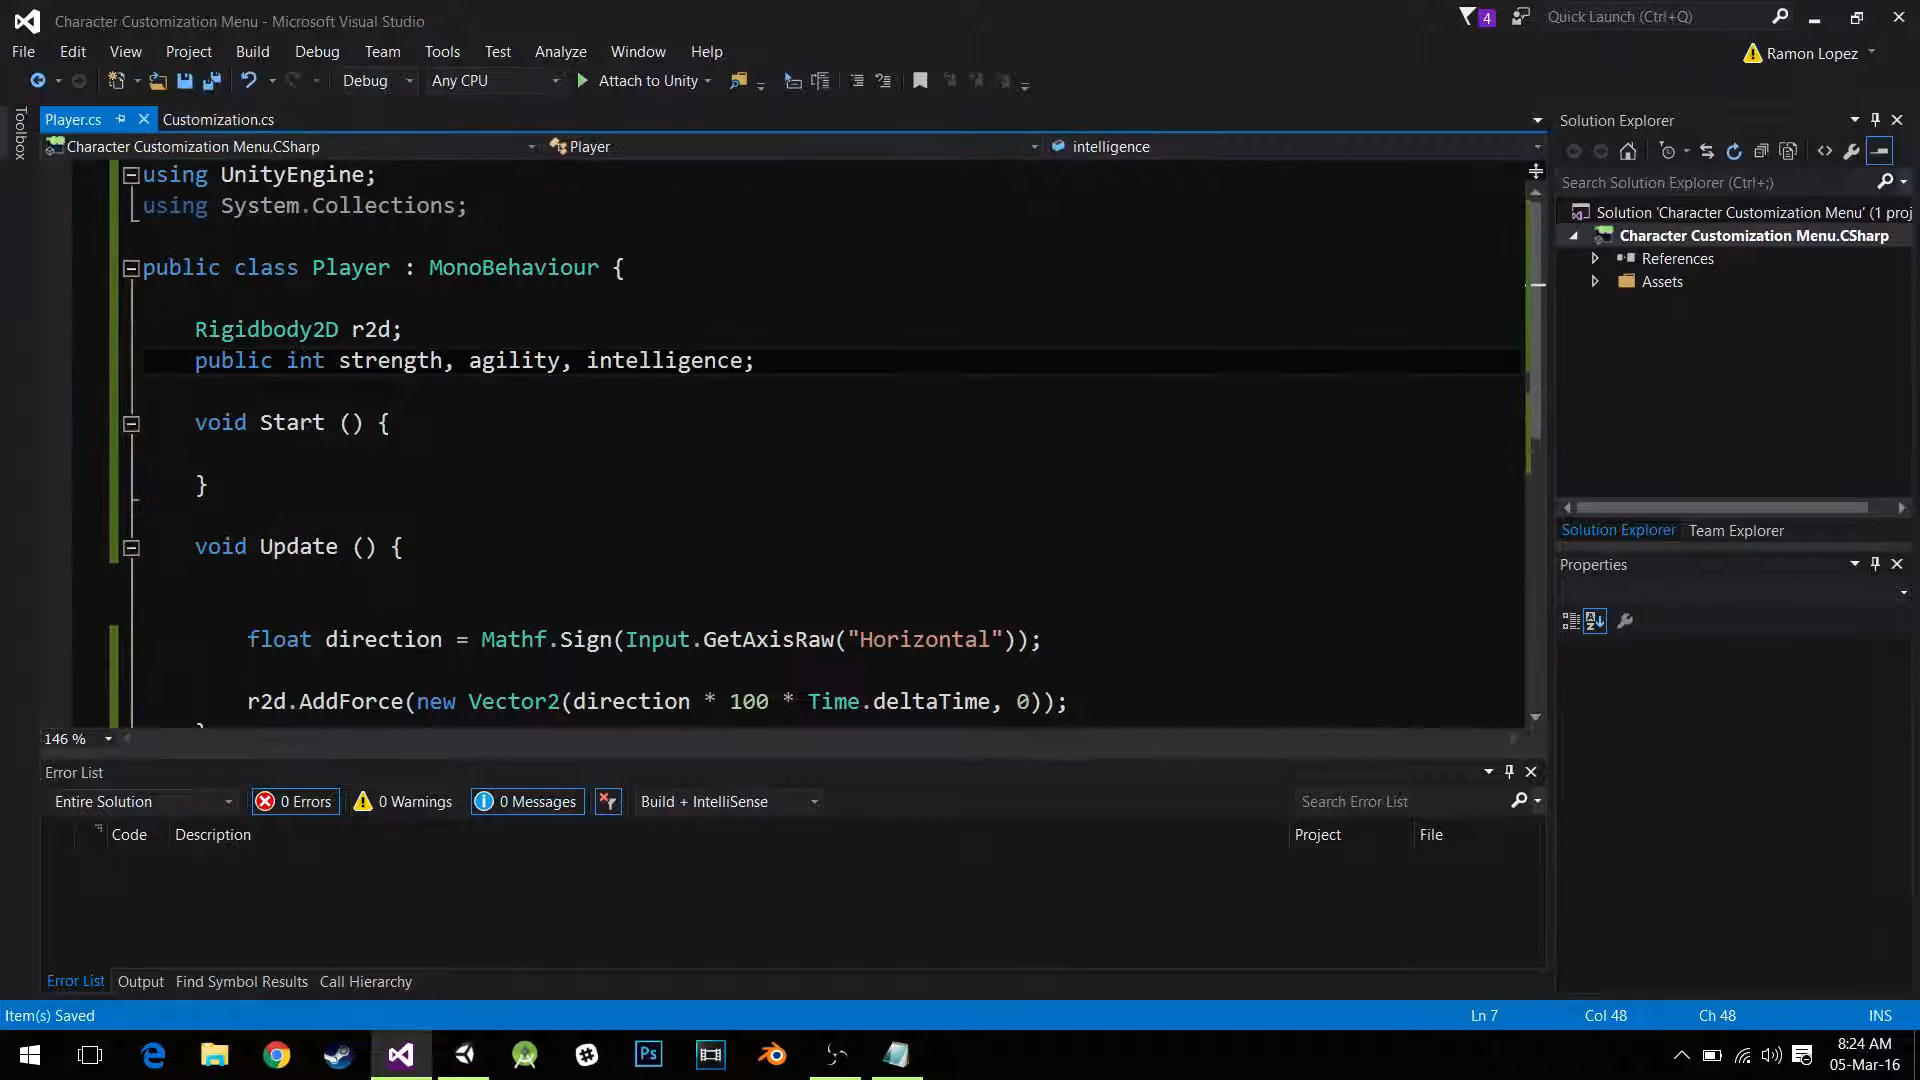 Character Customization Menu - Microsoft Visual Studio
4
Quick Launch (Ctrl+Q)
File Edit View Project Build Debug Team Tools Test Analyze Window Help
Ramon Lopez
Debug Any CPU Attach to Unity
Toolbox
Player.cs Customization.cs
Character Customization Menu.CSharp Player intelligence
using UnityEngine;
using System.Collections;
public class Player : MonoBehaviour {
Rigidbody2D r2d;
public int strength, agility, intelligence;
void Start () {
}
void Update () {
float direction = Mathf.Sign(Input.GetAxisRaw("Horizontal"));
r2d.AddForce(new Vector2(direction * 100 * Time.deltaTime, 0));
146 %
Solution Explorer
Search Solution Explorer (Ctrl+;)
Solution 'Character Customization Menu' (1 proj
Character Customization Menu.CSharp
References
Assets
Solution Explorer Team Explorer
Properties
Error List
Entire Solution 0 Errors 0 Warnings 0 Messages Build + IntelliSense Search Error List
Code Description Project File
Error List Output Find Symbol Results Call Hierarchy
Item(s) Saved Ln 7 Col 48 Ch 48 INS
Ps
8:24 AM
05-Mar-16